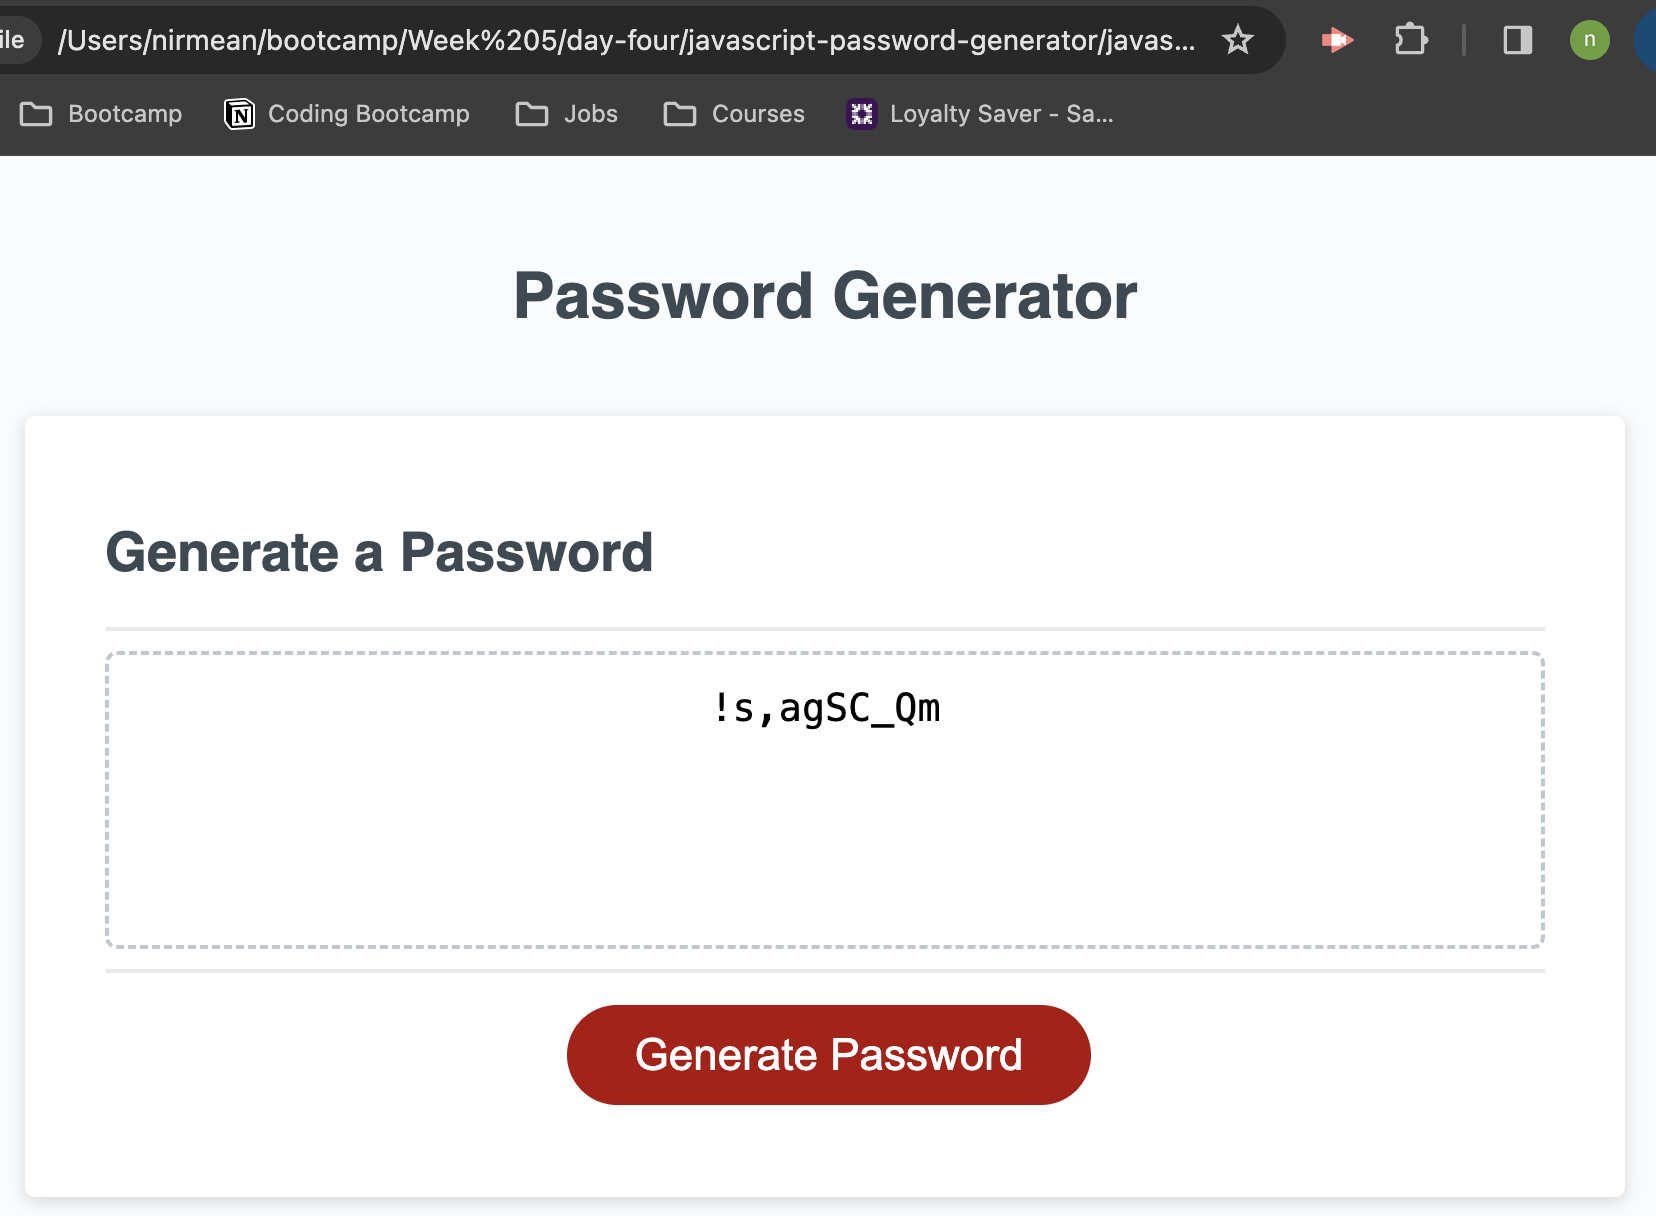 ile /Users/nirmean/bootcamp/Week%205/day-four/javascript-password-generator/javas... n
Bootcamp N Coding Bootcamp Jobs Courses Loyalty Saver - Sa...
Password Generator
Generate a Password
!s,agSC_Qm
Generate Password